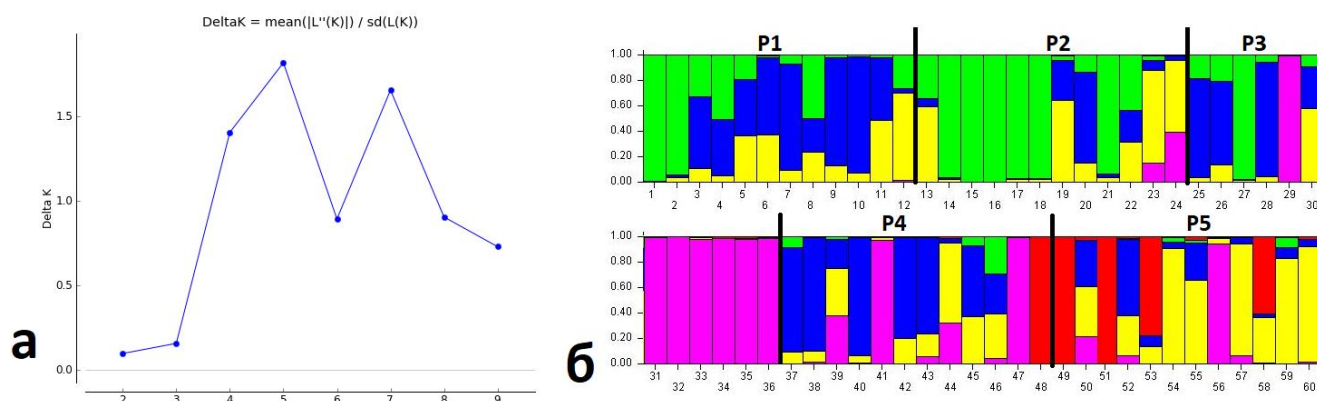 DeltaK = mean(|L''(K)|) / sd(L(K))
Delta K
1.5
1.0
0.5
0.0
2 3 4 5 6 7 8 9
а
P1 P2 P3
1.00
0.80
0.60
0.40
0.20
0.00
1 2 3 4 5 6 7 8 9 10 11 12 13 14 15 16 17 18 19 20 21 22 23 24 25 26 27 28 29 30
P4 P5
1.00
0.80
0.60
0.40
0.20
0.00
31 32 33 34 35 36 37 38 39 40 41 42 43 44 45 46 47 48 49 50 51 52 53 54 55 56 57 58 59 60
б